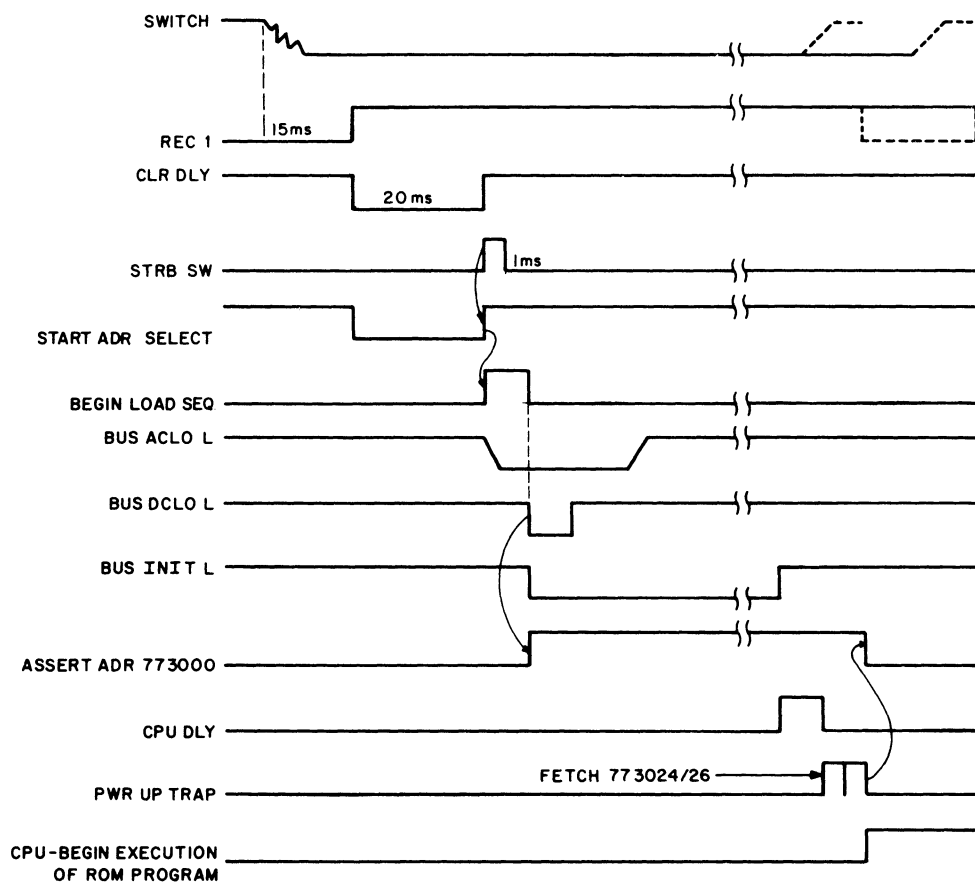 SWITCH
15ms
REC 1
CLR DLY
20ms
STRB SW
1ms
START ADR SELECT
BEGIN LOAD SEQ
BUS ACLO L
BUS DCLO L
BUS INIT L
ASSERT ADR 773000
CPU DLY
FETCH 773024/26
PWR UP TRAP
CPU-BEGIN EXECUTION
OF ROM PROGRAM